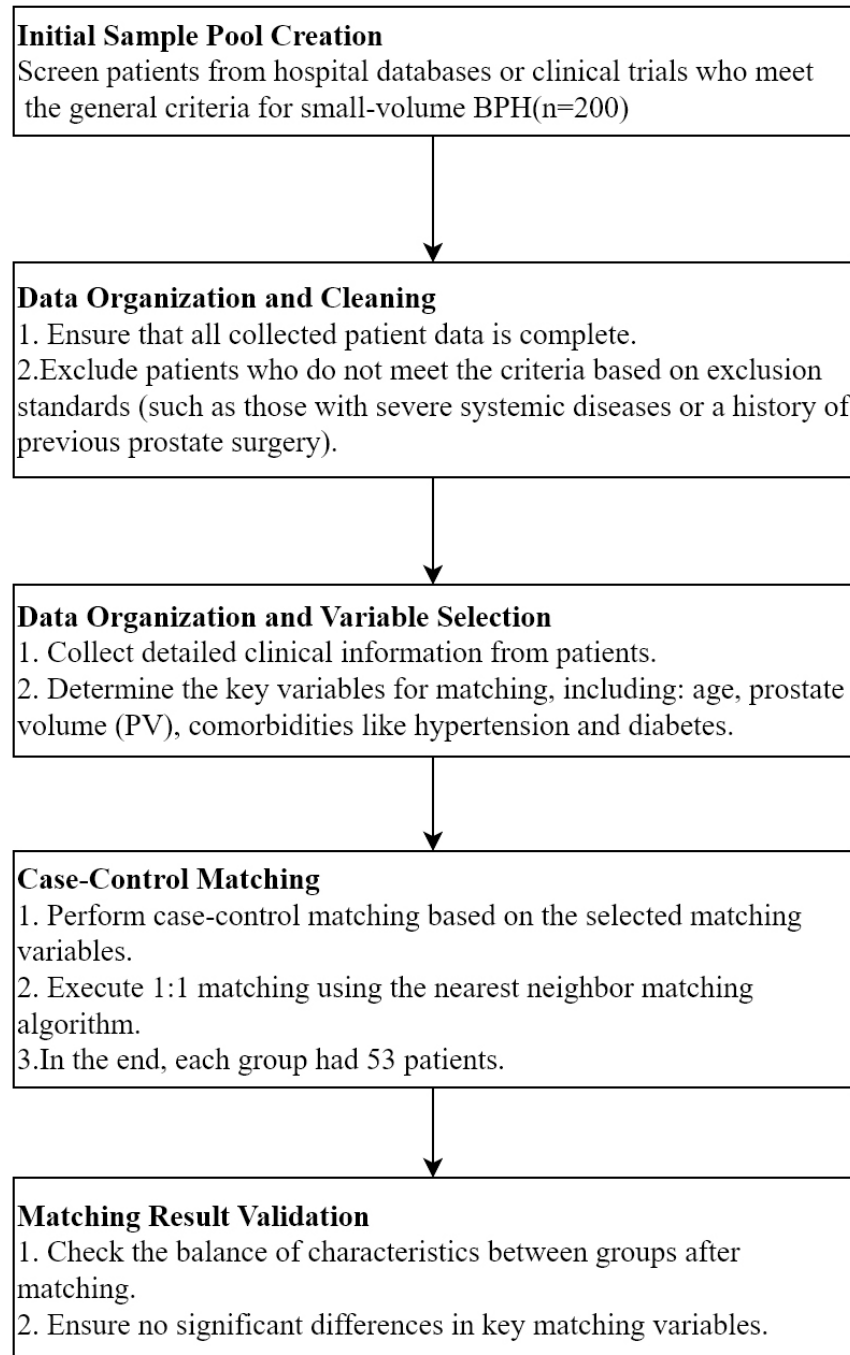 Initial Sample Pool Creation
Screen patients from hospital databases or clinical trials who meet
the general criteria for small-volume BPH(n=200)
Data Organization and Cleaning
1. Ensure that all collected patient data is complete.
2.Exclude patients who do not meet the criteria based on exclusion
standards (such as those with severe systemic diseases or a history of
previous prostate surgery).
Data Organization and Variable Selection
1. Collect detailed clinical information from patients.
2. Determine the key variables for matching, including: age, prostate
volume (PV), comorbidities like hypertension and diabetes.
Case-Control Matching
1. Perform case-control matching based on the selected matching
variables.
2. Execute 1:1 matching using the nearest neighbor matching
algorithm.
3.In the end, each group had 53 patients.
Matching Result Validation
1. Check the balance of characteristics between groups after
matching.
2. Ensure no significant differences in key matching variables.